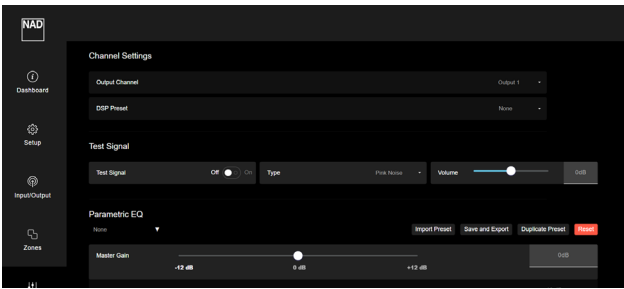 NAD
Channel Settings
Output Channel Output 1
Dashboard
DSP Preset None
Setup
Test Signal
Test Signal Off On Type Pink Noise Volume 0dB
Input/Output
Parametric EQ
None Import Preset Save and Export Duplicate Preset Reset
Zones
Master Gain 0dB
-12 dB 0 dB +12 dB